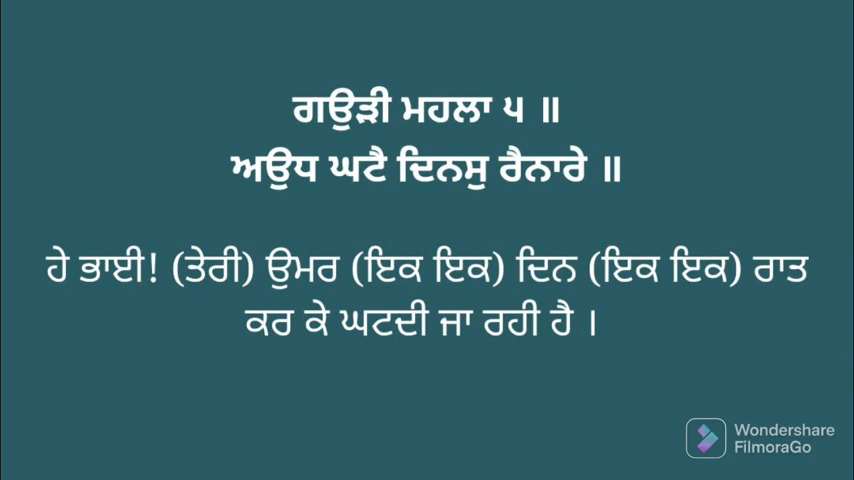 ਗਉੜੀ ਮਹਲਾ ੫ ॥
ਅਉਧ ਘਟੈ ਦਿਨਸੁ ਰੈਨਾਰੇ ॥
ਹੇ ਭਾਈ! (ਤੇਰੀ) ਉਮਰ (ਇਕ ਇਕ) ਦਿਨ (ਇਕ ਇਕ) ਰਾਤ
ਕਰ ਕੇ ਘਟਦੀ ਜਾ ਰਹੀ ਹੈ ।
Wondershare
FilmoraGo